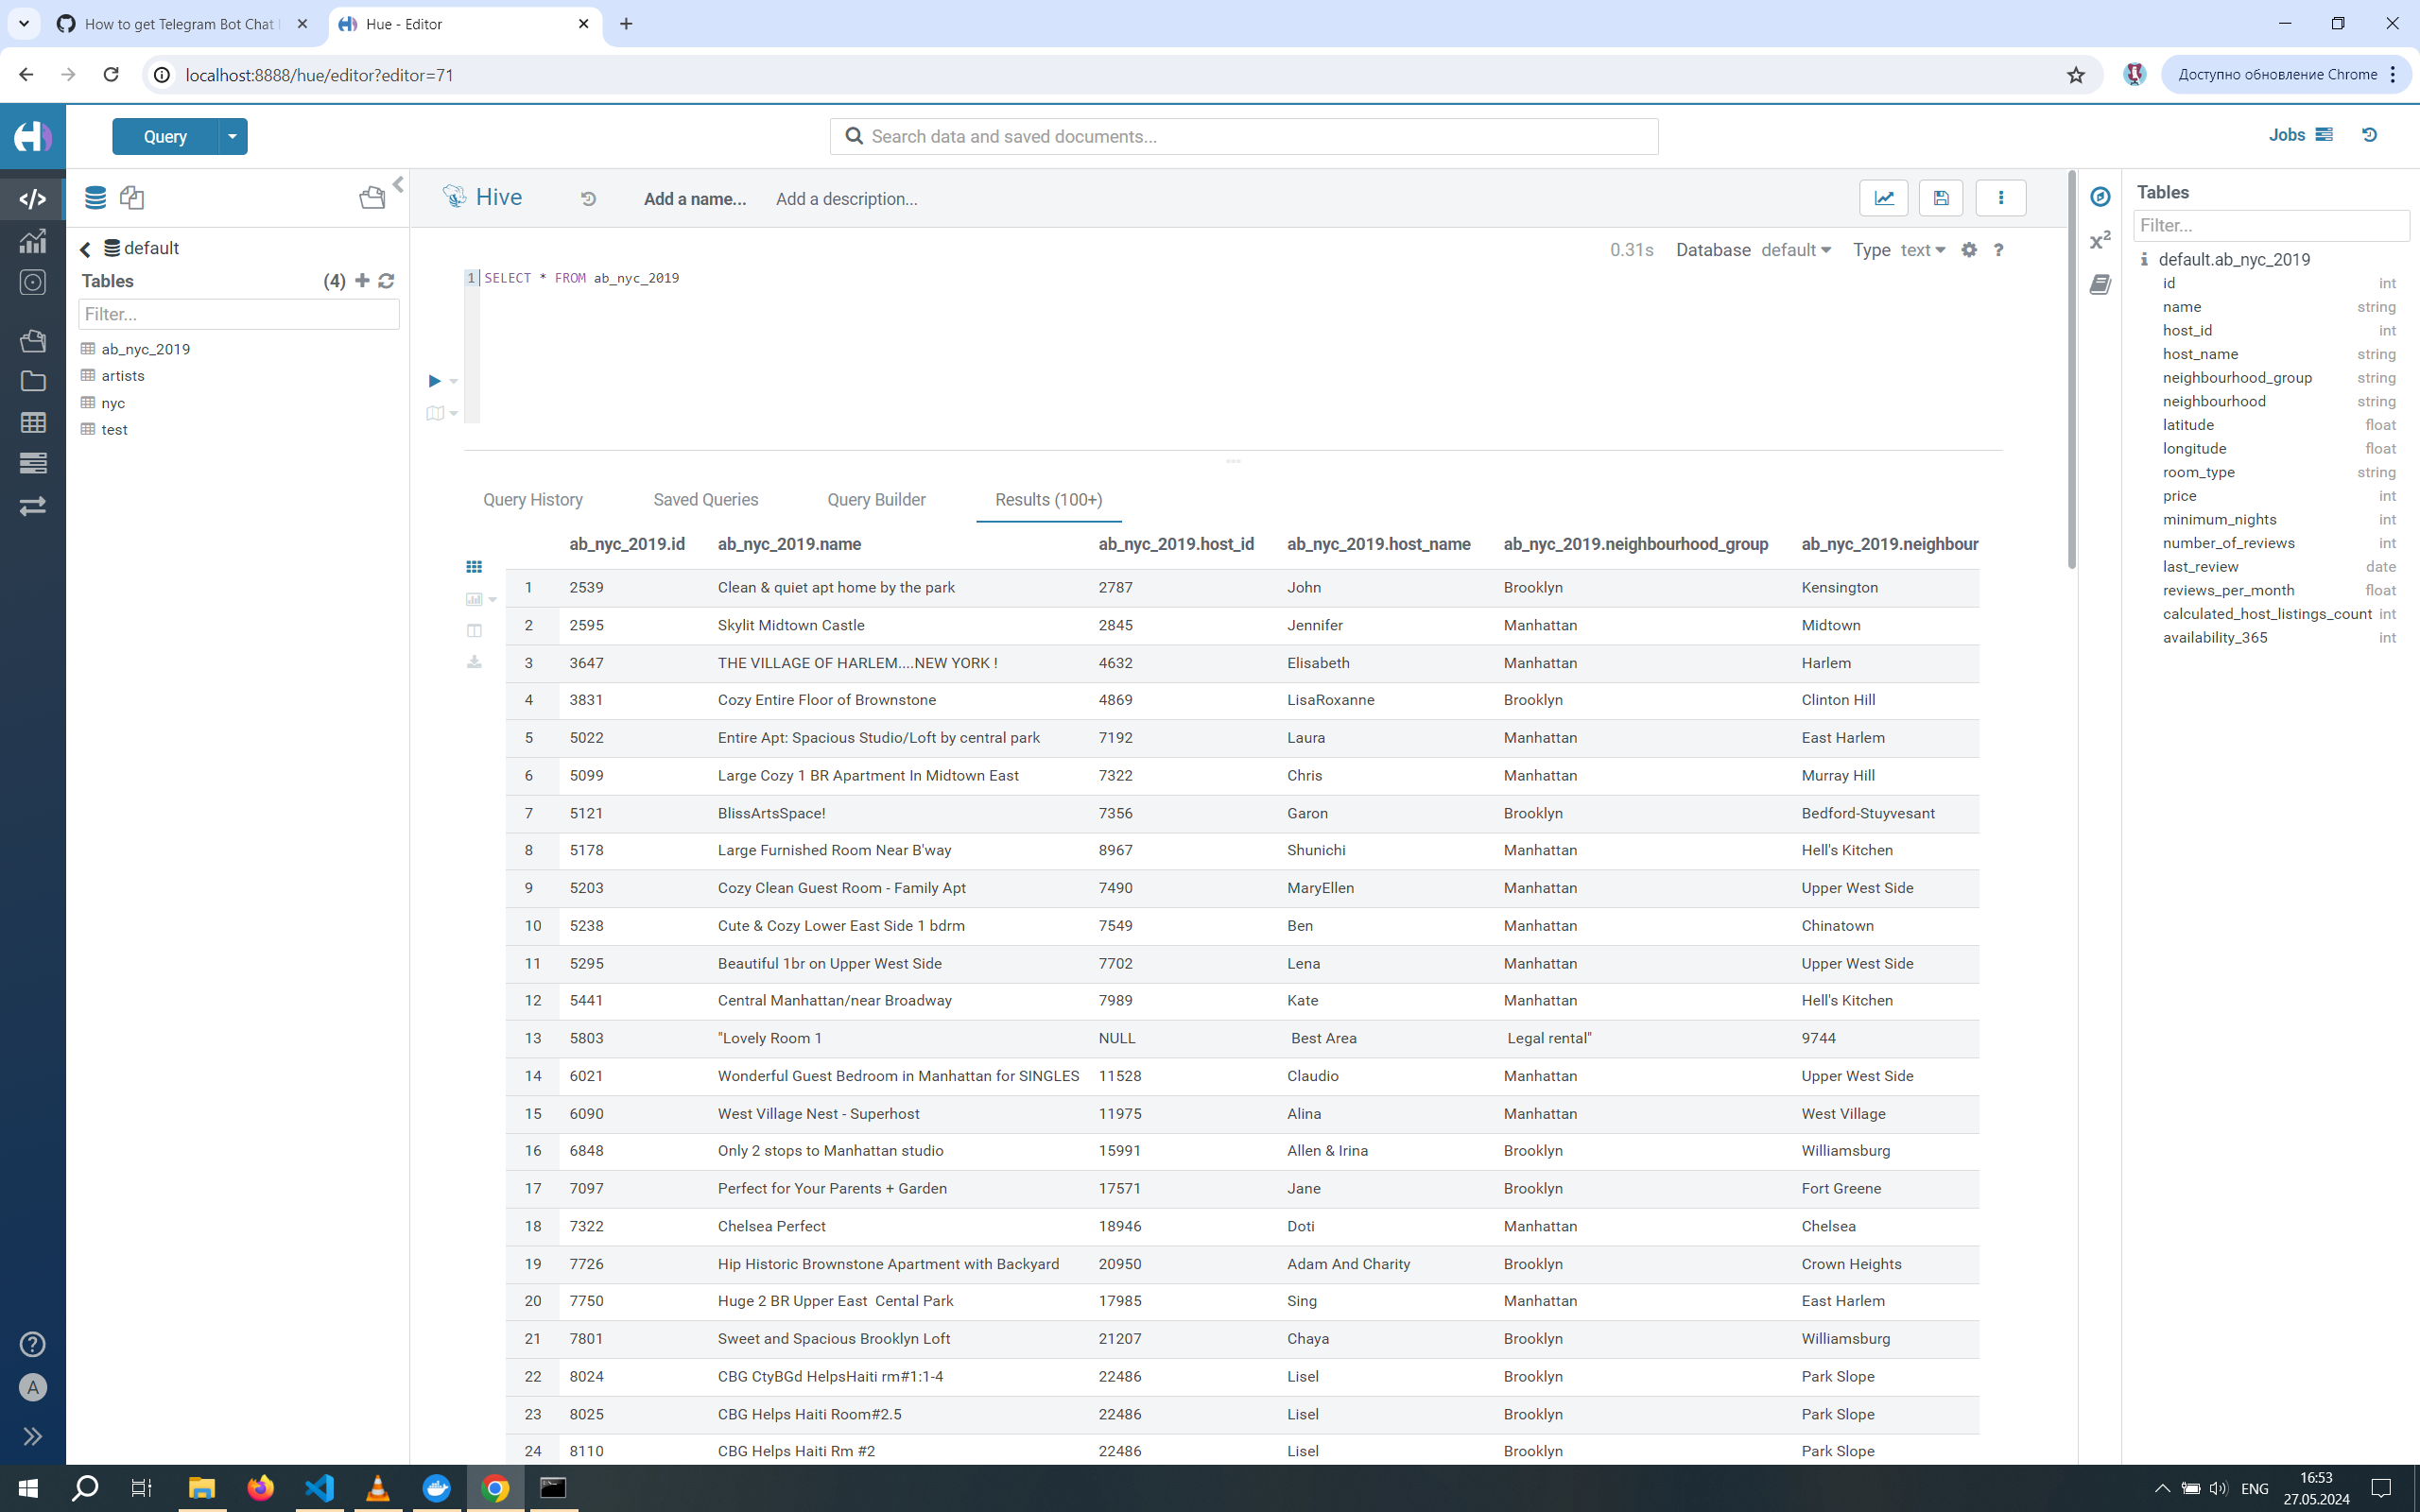 How to get Telegram Bot Chat
Hue - Editor
localhost:8888/hue/editor?editor=71
Доступно обновление Chrome
Query
Search data and saved documents...
Jobs
Hive
Add a name...
Add a description...
default
Tables (4)
Filter...
ab_nyc_2019
artists
nyc
test
0.31s Database default Type text ?
1 SELECT * FROM ab_nyc_2019
Query History Saved Queries Query Builder Results (100+)
ab_nyc_2019.id ab_nyc_2019.name ab_nyc_2019.host_id ab_nyc_2019.host_name ab_nyc_2019.neighbourhood_group ab_nyc_2019.neighbour
1 2539 Clean & quiet apt home by the park 2787 John Brooklyn Kensington
2 2595 Skylit Midtown Castle 2845 Jennifer Manhattan Midtown
3 3647 THE VILLAGE OF HARLEM....NEW YORK ! 4632 Elisabeth Manhattan Harlem
4 3831 Cozy Entire Floor of Brownstone 4869 LisaRoxanne Brooklyn Clinton Hill
5 5022 Entire Apt: Spacious Studio/Loft by central park 7192 Laura Manhattan East Harlem
6 5099 Large Cozy 1 BR Apartment In Midtown East 7322 Chris Manhattan Murray Hill
7 5121 BlissArtsSpace! 7356 Garon Brooklyn Bedford-Stuyvesant
8 5178 Large Furnished Room Near B'way 8967 Shunichi Manhattan Hell's Kitchen
9 5203 Cozy Clean Guest Room - Family Apt 7490 MaryEllen Manhattan Upper West Side
10 5238 Cute & Cozy Lower East Side 1 bdrm 7549 Ben Manhattan Chinatown
11 5295 Beautiful 1br on Upper West Side 7702 Lena Manhattan Upper West Side
12 5441 Central Manhattan/near Broadway 7989 Kate Manhattan Hell's Kitchen
13 5803 "Lovely Room 1 NULL Best Area Legal rental" 9744
14 6021 Wonderful Guest Bedroom in Manhattan for SINGLES 11528 Claudio Manhattan Upper West Side
15 6090 West Village Nest - Superhost 11975 Alina Manhattan West Village
16 6848 Only 2 stops to Manhattan studio 15991 Allen & Irina Brooklyn Williamsburg
17 7097 Perfect for Your Parents + Garden 17571 Jane Brooklyn Fort Greene
18 7322 Chelsea Perfect 18946 Doti Manhattan Chelsea
19 7726 Hip Historic Brownstone Apartment with Backyard 20950 Adam And Charity Brooklyn Crown Heights
20 7750 Huge 2 BR Upper East  Cental Park 17985 Sing Manhattan East Harlem
21 7801 Sweet and Spacious Brooklyn Loft 21207 Chaya Brooklyn Williamsburg
22 8024 CBG CtyBGd HelpsHaiti rm#1:1-4 22486 Lisel Brooklyn Park Slope
23 8025 CBG Helps Haiti Room#2.5 22486 Lisel Brooklyn Park Slope
24 8110 CBG Helps Haiti Rm #2 22486 Lisel Brooklyn Park Slope
x²
Tables
Filter...
default.ab_nyc_2019
id int
name string
host_id int
host_name string
neighbourhood_group string
neighbourhood string
latitude float
longitude float
room_type string
price int
minimum_nights int
number_of_reviews int
last_review date
reviews_per_month float
calculated_host_listings_count int
availability_365 int
A
ENG
16:53
27.05.2024